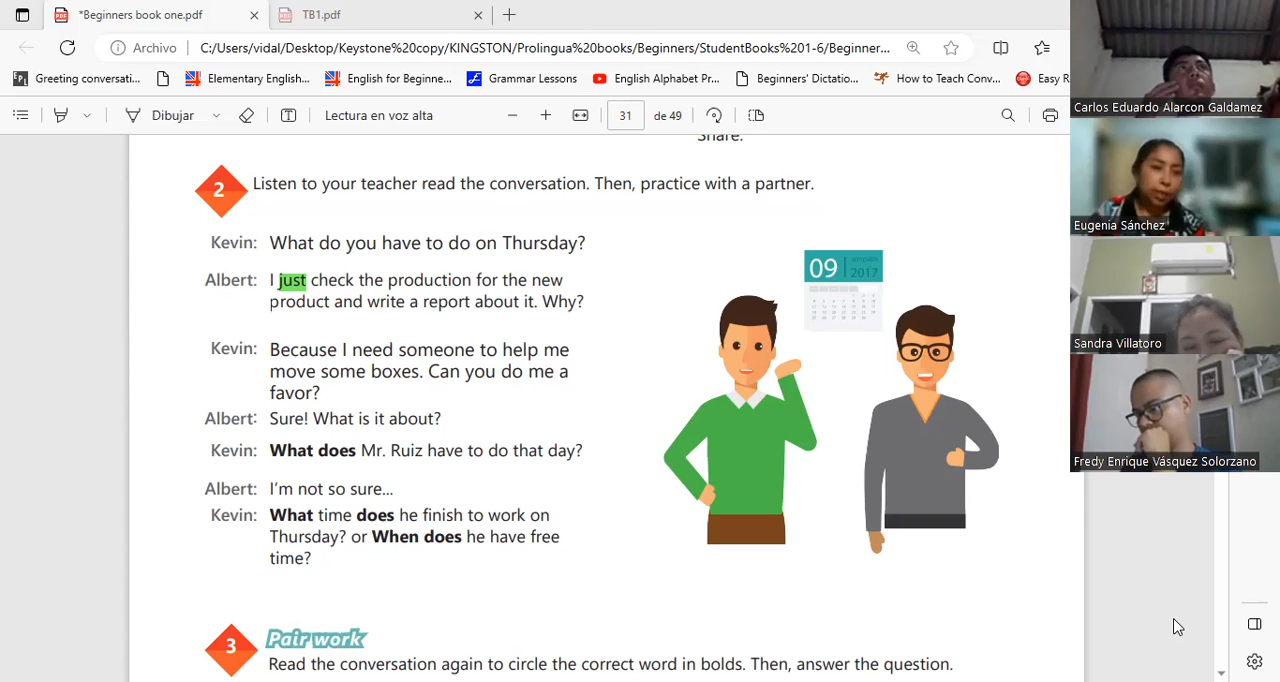 *Beginners book one.pdf
TB1.pdf
Archivo
C:/Users/vidal/Desktop/Keystone%20copy/KINGSTON/Prolingua%20books/Beginners/StudentBooks%201-6/Beginner...
Greeting conversati...
Elementary English...
English for Beginne...
Grammar Lessons
English Alphabet Pr...
Beginners' Dictatio...
How to Teach Conv...
Easy R
Dibujar
Lectura en voz alta
31
de 49
Share.
2
Listen to your teacher read the conversation. Then, practice with a partner.
Kevin: What do you have to do on Thursday?
Albert: I just check the production for the new
product and write a report about it. Why?
Kevin: Because I need someone to help me
move some boxes. Can you do me a
favor?
Albert: Sure! What is it about?
Kevin: What does Mr. Ruiz have to do that day?
Albert: I'm not so sure...
Kevin: What time does he finish to work on
Thursday? or When does he have free
time?
09
2017
3
Pair work
Read the conversation again to circle the correct word in bolds. Then, answer the question.
Carlos Eduardo Alarcon Galdamez
Eugenia Sánchez
Sandra Villatoro
Fredy Enrique Vásquez Solorzano